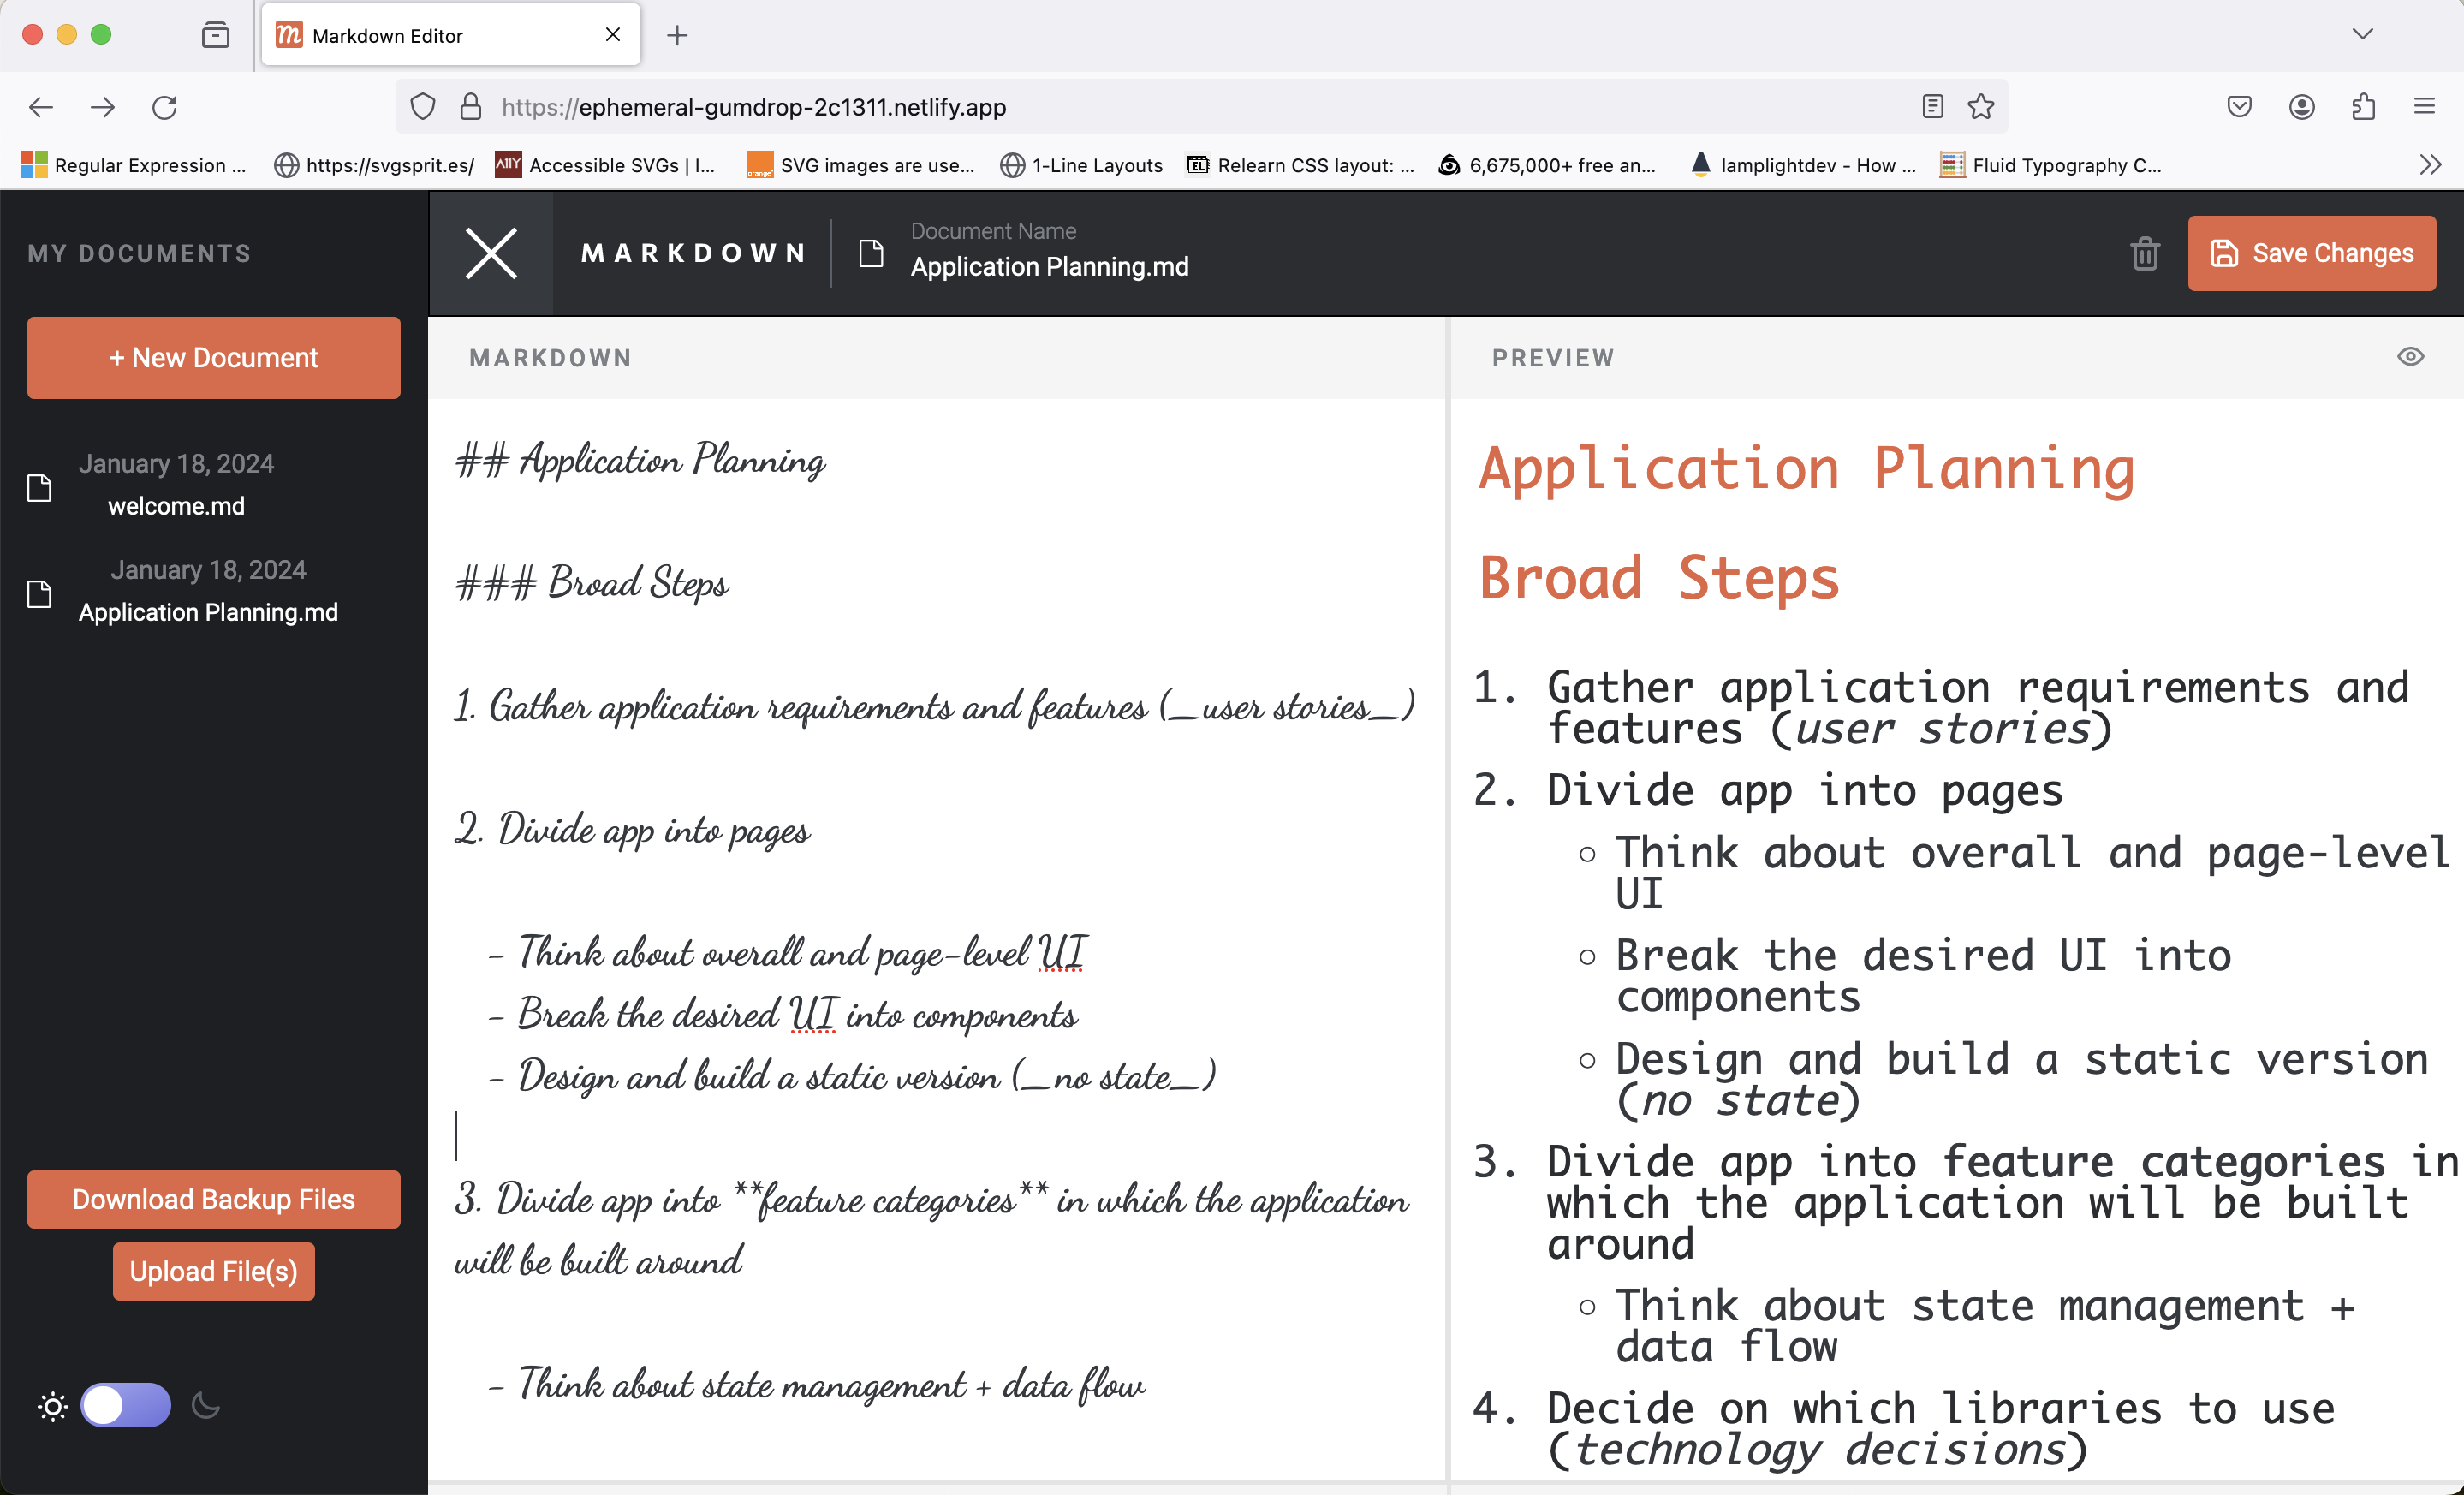 Markdown Editor
https://ephemeral-gumdrop-2c1311.netlify.app
Regular Expression ...
https://svgsprit.es/
A11Y
Accessible SVGs | I...
orange
SVG images are use...
1-Line Layouts
EL
Relearn CSS layout: ...
6,675,000+ free an...
lamplightdev - How ...
Fluid Typography C...
MY DOCUMENTS
+ New Document
January 18, 2024
welcome.md
January 18, 2024
Application Planning.md
Download Backup Files
Upload File(s)
MARKDOWN
Document Name
Application Planning.md
Save Changes
MARKDOWN
## Application Planning
### Broad Steps
1. Gather application requirements and features (_user stories_)
2. Divide app into pages
- Think about overall and page-level UI
- Break the desired UI into components
- Design and build a static version (_no state_)
3. Divide app into **feature categories** in which the application
will be built around
- Think about state management + data flow
PREVIEW
Application Planning
Broad Steps
1. Gather application requirements and
features (user stories)
2. Divide app into pages
Think about overall and page-level
UI
Break the desired UI into
components
Design and build a static version
(no state)
3. Divide app into feature categories in
which the application will be built
around
Think about state management +
data flow
4. Decide on which libraries to use
(technology decisions)